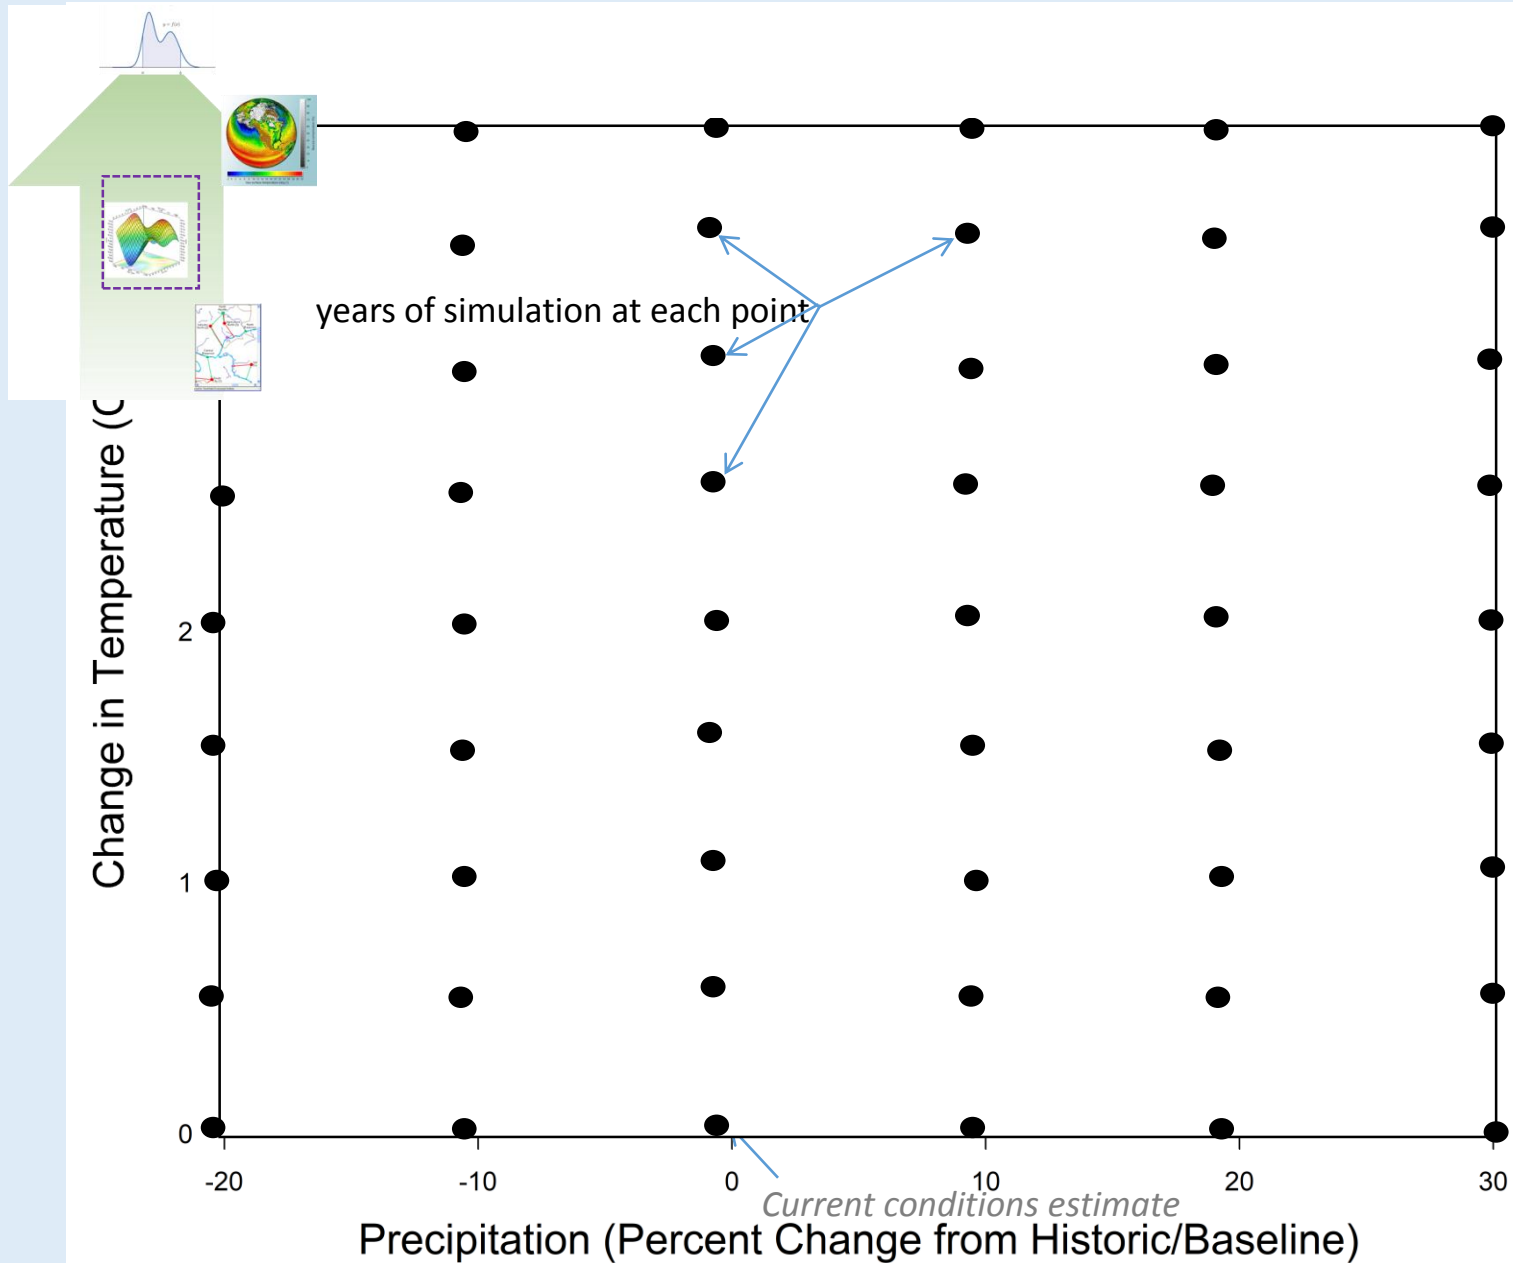 years of simulation at each point
Change in Temperature (
2
1
0
-20 -10 0 10 20 30
Current conditions estimate
Precipitation (Percent Change from Historic/Baseline)